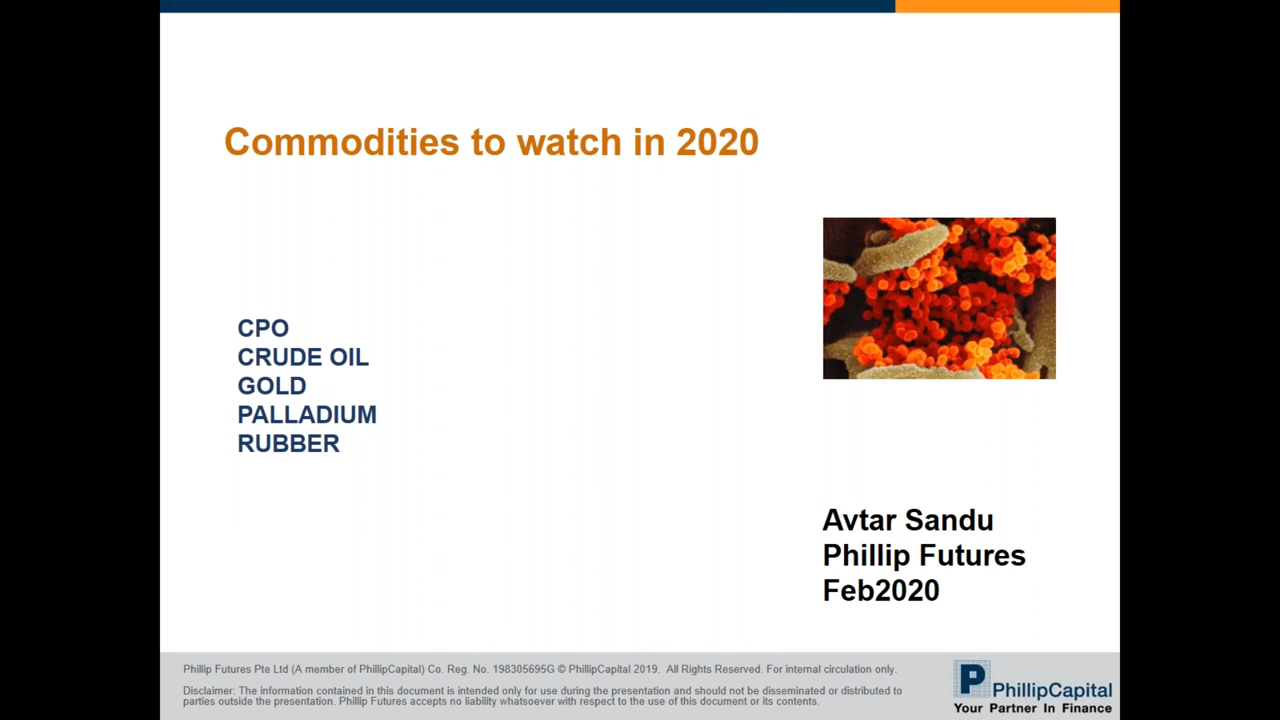 Commodities to watch in 2020
CPO
CRUDE OIL
GOLD
PALLADIUM
RUBBER
Avtar Sandu
Phillip Futures
Feb2020
Phillip Futures Pte Ltd (A member of PhillipCapital) Co. Reg. No. 198305695G © PhillipCapital 2019. All Rights Reserved. For internal circulation only.
Disclaimer: The information contained in this document is intended only for use during the presentation and should not be disseminated or distributed to
parties outside the presentation. Phillip Futures accepts no liability whatsoever with respect to the use of this document or its contents.
P PhillipCapital
Your Partner In Finance